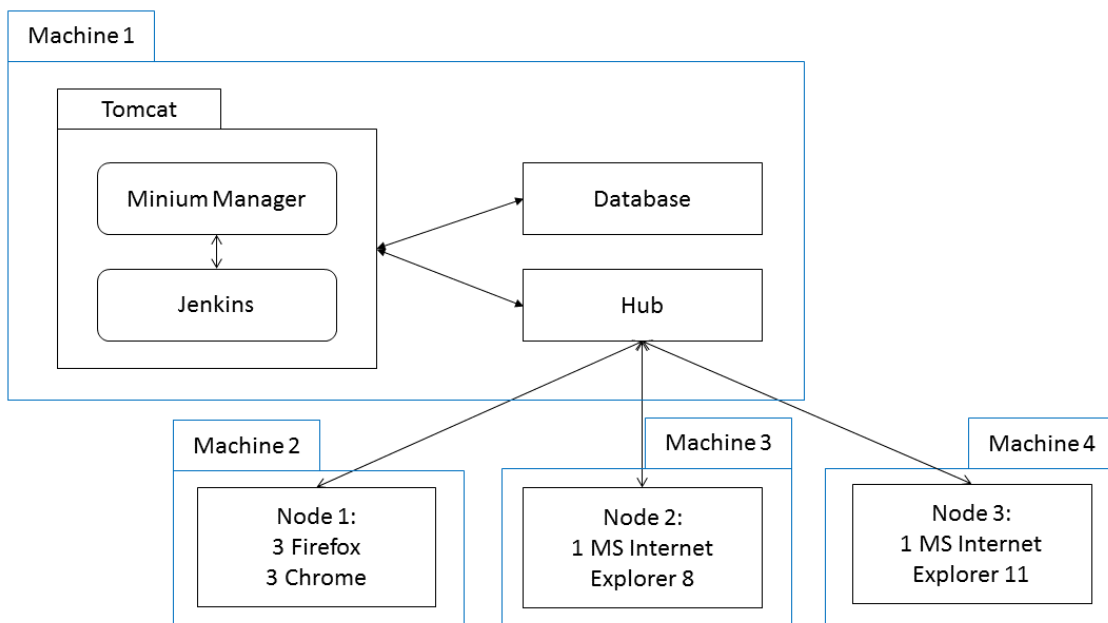 Machine 1
Tomcat
Minium Manager
Database
Jenkins
Hub
Machine 2
Machine 3
Machine 4
Node 1:
3 Firefox
3 Chrome
Node 2:
1 MS Internet
Explorer 8
Node 3:
1 MS Internet
Explorer 11